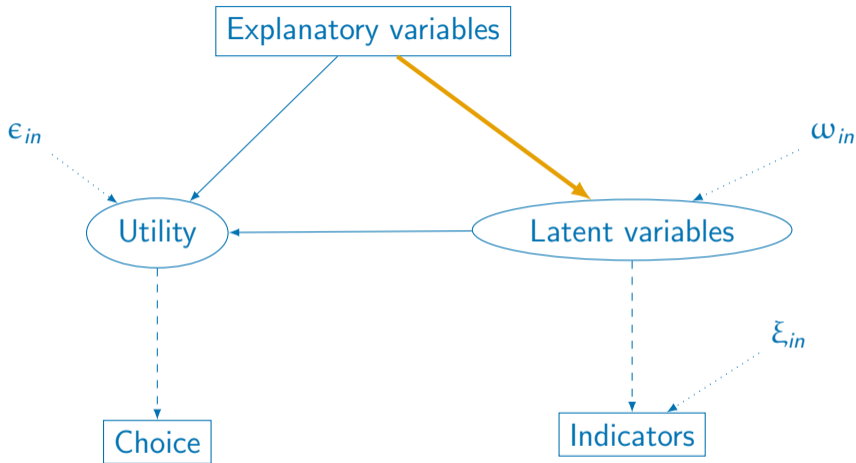 Explanatory variables
ϵin
ωin
Utility
Latent variables
ξin
Choice
Indicators